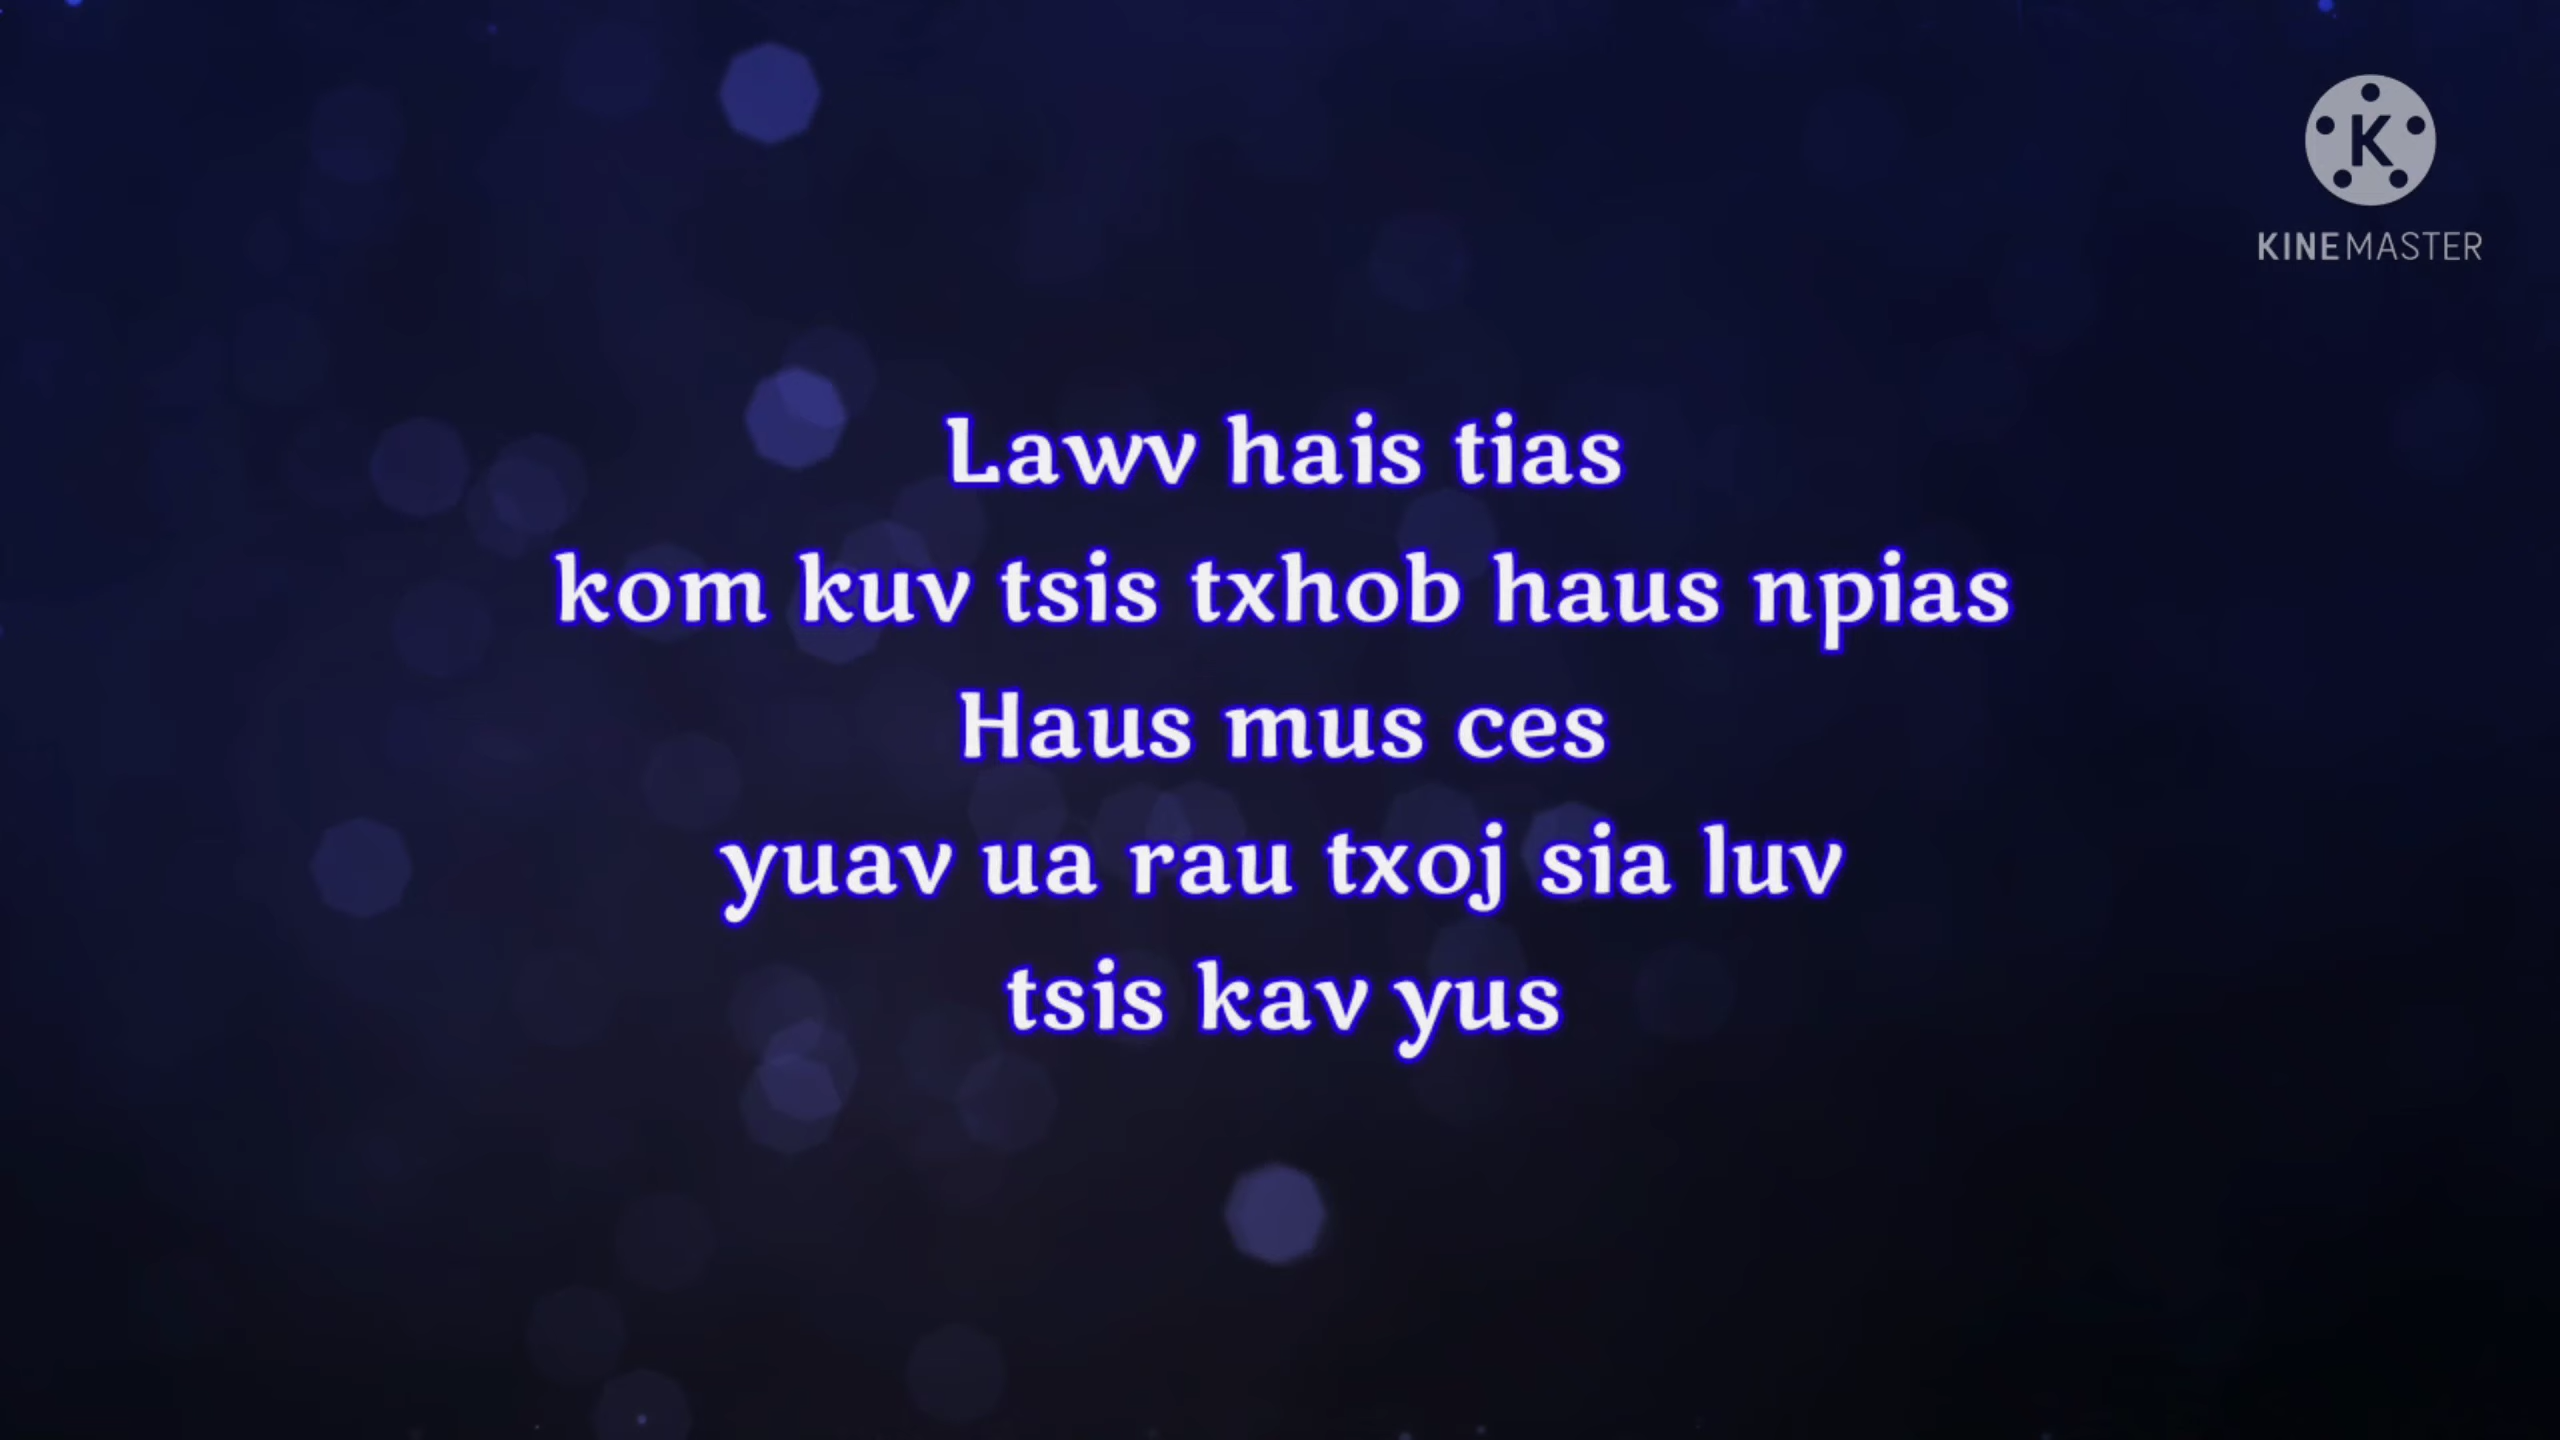 KINEMASTER
Lawv hais tias
kom kuv tsis txhob haus npias
Haus mus ces
yuav ua rau txoj sia luv
tsis kav yus